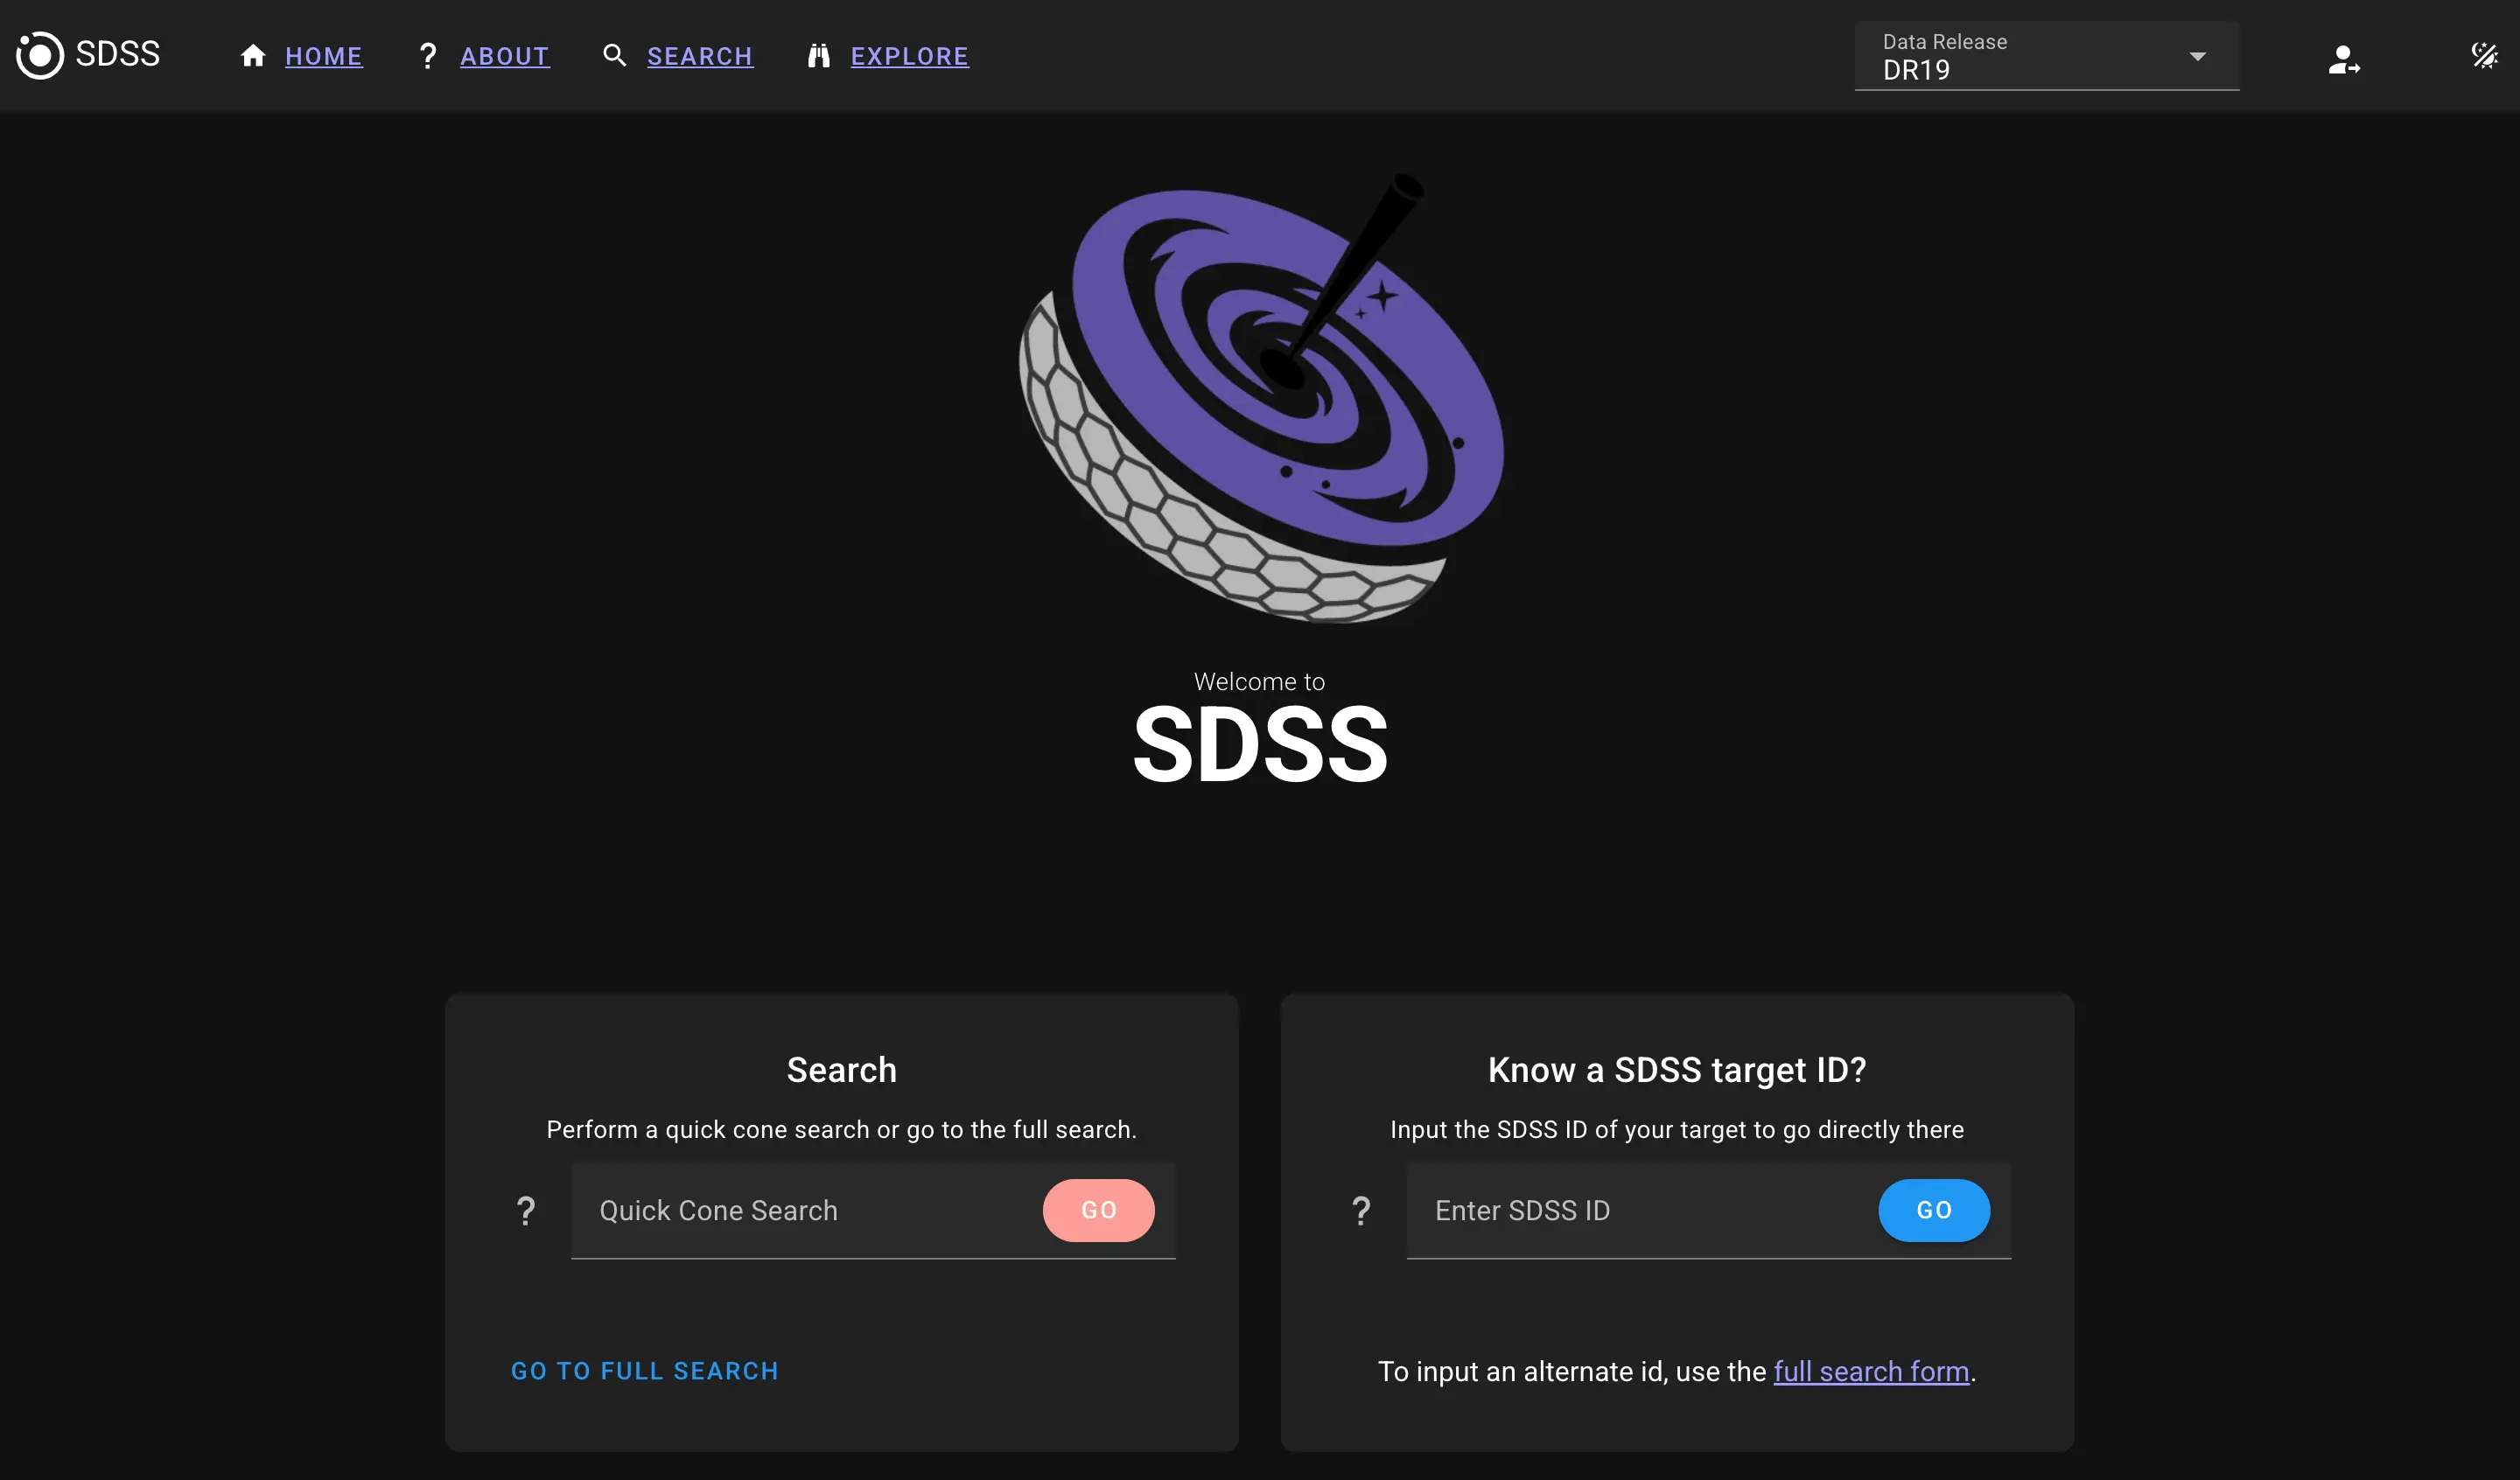 SDSS
HOME
ABOUT
SEARCH
EXPLORE
Data Release
DR19
Welcome to
SDSS
Search
Perform a quick cone search or go to the full search.
? Quick Cone Search GO
GO TO FULL SEARCH
Know a SDSS target ID?
Input the SDSS ID of your target to go directly there
? Enter SDSS ID GO
To input an alternate id, use the full search form.